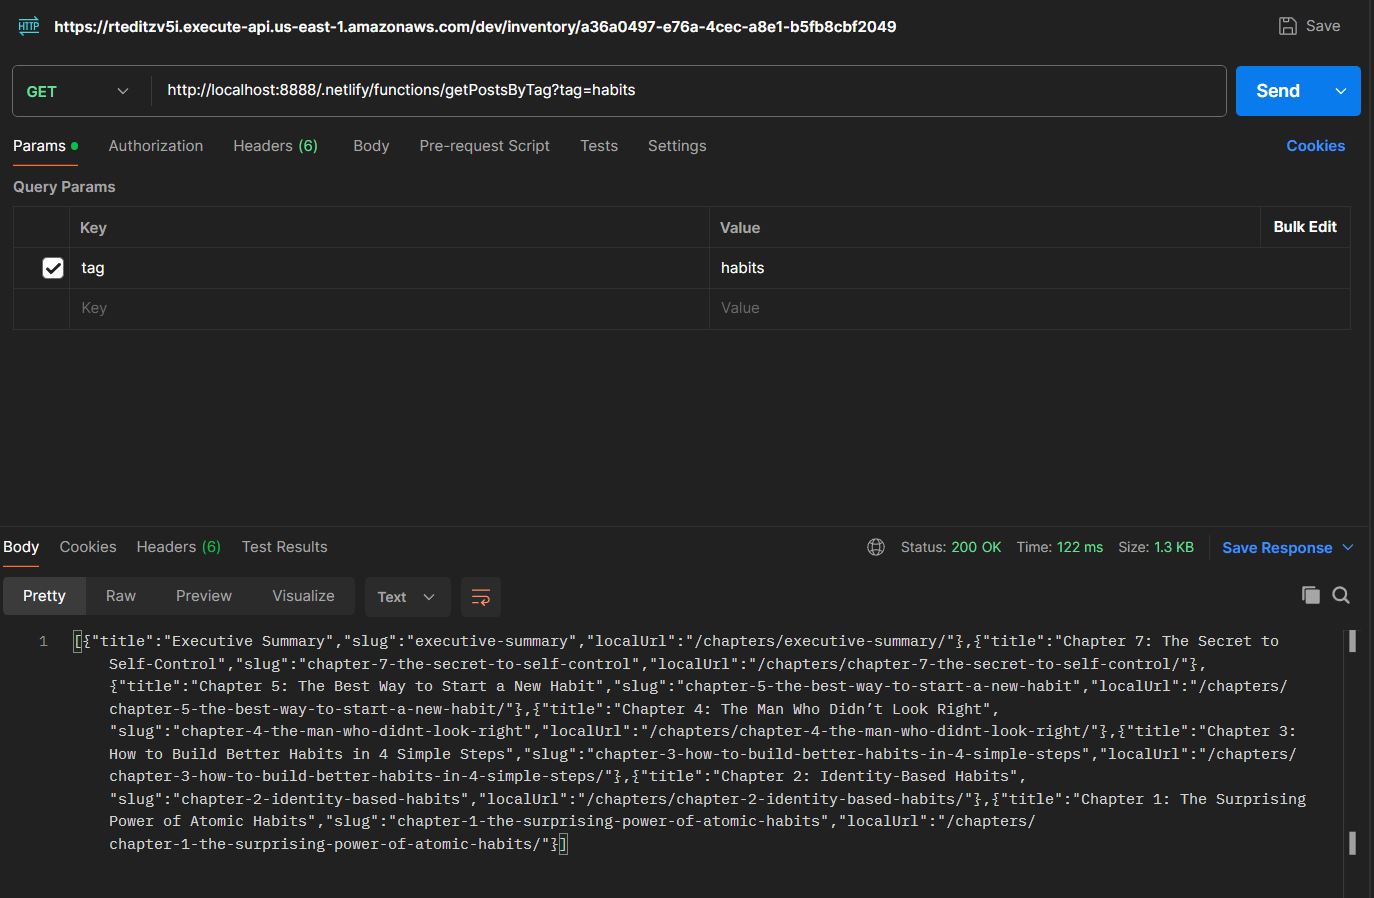 HTTP https://rteditzv5i.execute-api.us-east-1.amazonaws.com/dev/inventory/a36a0497-e76a-4cec-a8e1-b5fb8cbf2049 Save
GET http://localhost:8888/.netlify/functions/getPostsByTag?tag=habits Send
Params Authorization Headers (6) Body Pre-request Script Tests Settings Cookies
Query Params
Key Value Bulk Edit
tag habits
Key Value
Body Cookies Headers (6) Test Results Status: 200 OK Time: 122 ms Size: 1.3 KB Save Response
Pretty Raw Preview Visualize Text
1 [{"title":"Executive Summary","slug":"executive-summary","localUrl":"/chapters/executive-summary/"},{"title":"Chapter 7: The Secret to
Self-Control","slug":"chapter-7-the-secret-to-self-control","localUrl":"/chapters/chapter-7-the-secret-to-self-control/"},
{"title":"Chapter 5: The Best Way to Start a New Habit","slug":"chapter-5-the-best-way-to-start-a-new-habit","localUrl":"/chapters/
chapter-5-the-best-way-to-start-a-new-habit/"},{"title":"Chapter 4: The Man Who Didn’t Look Right",
"slug":"chapter-4-the-man-who-didnt-look-right","localUrl":"/chapters/chapter-4-the-man-who-didnt-look-right/"},{"title":"Chapter 3:
How to Build Better Habits in 4 Simple Steps","slug":"chapter-3-how-to-build-better-habits-in-4-simple-steps","localUrl":"/chapters/
chapter-3-how-to-build-better-habits-in-4-simple-steps/"},{"title":"Chapter 2: Identity-Based Habits",
"slug":"chapter-2-identity-based-habits","localUrl":"/chapters/chapter-2-identity-based-habits/"},{"title":"Chapter 1: The Surprising
Power of Atomic Habits","slug":"chapter-1-the-surprising-power-of-atomic-habits","localUrl":"/chapters/
chapter-1-the-surprising-power-of-atomic-habits/"}]